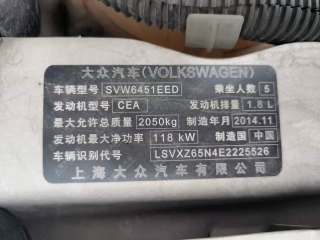 大众汽车(VOLKSWAGEN)
车辆型号 SVW6451EED 乘坐人数 5
发动机型号 CEA 发动机排量 1.8 L
最大允许总质量 2050kg 制造年月 2014.11
发动机最大净功率 118 kW 制造国 中国
车辆识别代号 LSVXZ65N4E2225526
上海大众汽车有限公司